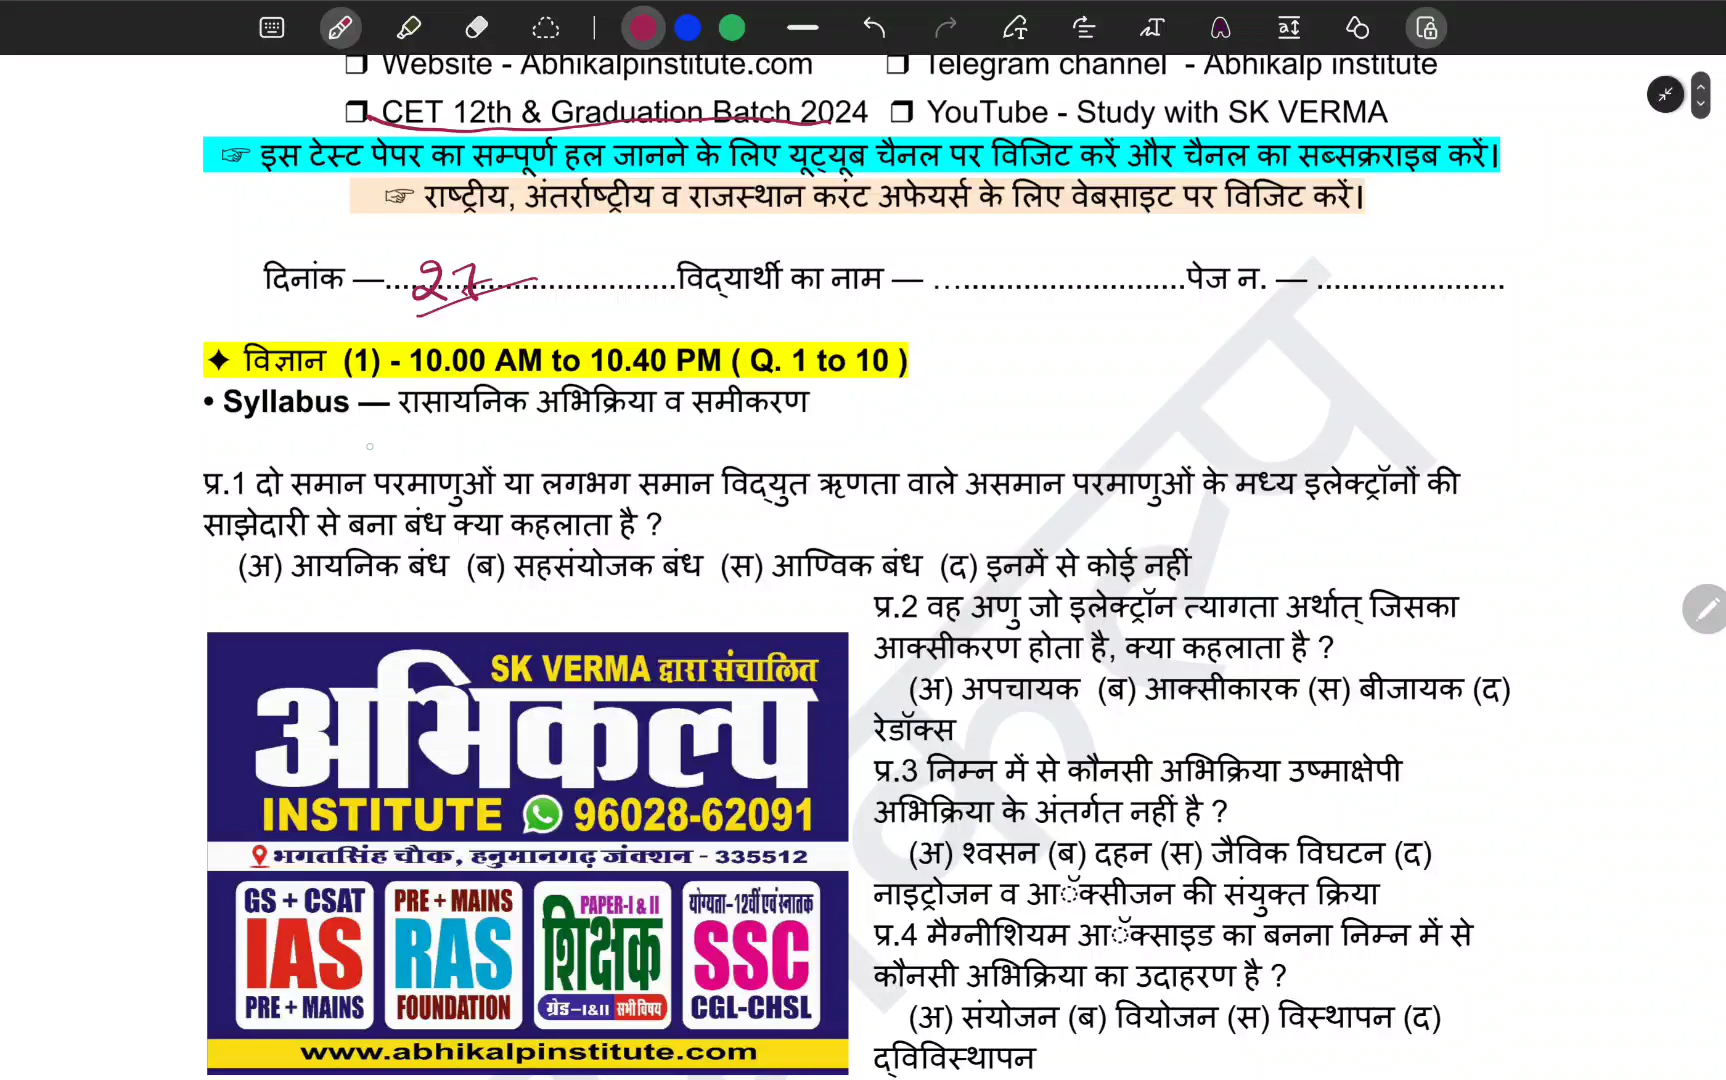 ❐ Website - Abhikalpinstitute.com ❐ Telegram channel - Abhikalp institute
❐ CET 12th & Graduation Batch 2024 ❐ YouTube - Study with SK VERMA
☞ इस टेस्ट पेपर का सम्पूर्ण हल जानने के लिए यूट्यूब चैनल पर विजिट करें और चैनल का सब्सक्राइब करें।
☞ राष्ट्रीय, अंतर्राष्ट्रीय व राजस्थान करंट अफेयर्स के लिए वेबसाइट पर विजिट करें।
दिनांक —....27.......................विद्यार्थी का नाम — .............................पेज न. — ......................
✦ विज्ञान (1) - 10.00 AM to 10.40 PM ( Q. 1 to 10 )
• Syllabus — रासायनिक अभिक्रिया व समीकरण
प्र.1 दो समान परमाणुओं या लगभग समान विद्युत ऋणता वाले असमान परमाणुओं के मध्य इलेक्ट्रॉनों की
साझेदारी से बना बंध क्या कहलाता है ?
(अ) आयनिक बंध (ब) सहसंयोजक बंध (स) आण्विक बंध (द) इनमें से कोई नहीं
प्र.2 वह अणु जो इलेक्ट्रॉन त्यागता अर्थात् जिसका
आक्सीकरण होता है, क्या कहलाता है ?
(अ) अपचायक (ब) आक्सीकारक (स) बीजायक (द)
रेडॉक्स
प्र.3 निम्न में से कौनसी अभिक्रिया उष्माक्षेपी
अभिक्रिया के अंतर्गत नहीं है ?
(अ) श्वसन (ब) दहन (स) जैविक विघटन (द)
नाइट्रोजन व आॅक्सीजन की संयुक्त क्रिया
प्र.4 मैग्नीशियम आॅक्साइड का बनना निम्न में से
कौनसी अभिक्रिया का उदाहरण है ?
(अ) संयोजन (ब) वियोजन (स) विस्थापन (द)
द्विविस्थापन
SK VERMA द्वारा संचालित
अभिकल्प
INSTITUTE 96028-62091
भगतसिंह चौक, हनुमानगढ़ जंक्शन - 335512
GS + CSAT
IAS
PRE + MAINS
PRE + MAINS
RAS
FOUNDATION
PAPER-I & II
शिक्षक
ग्रेड-I&II सभी विषय
योग्यता-12वीं एवं स्नातक
SSC
CGL-CHSL
www.abhikalpinstitute.com